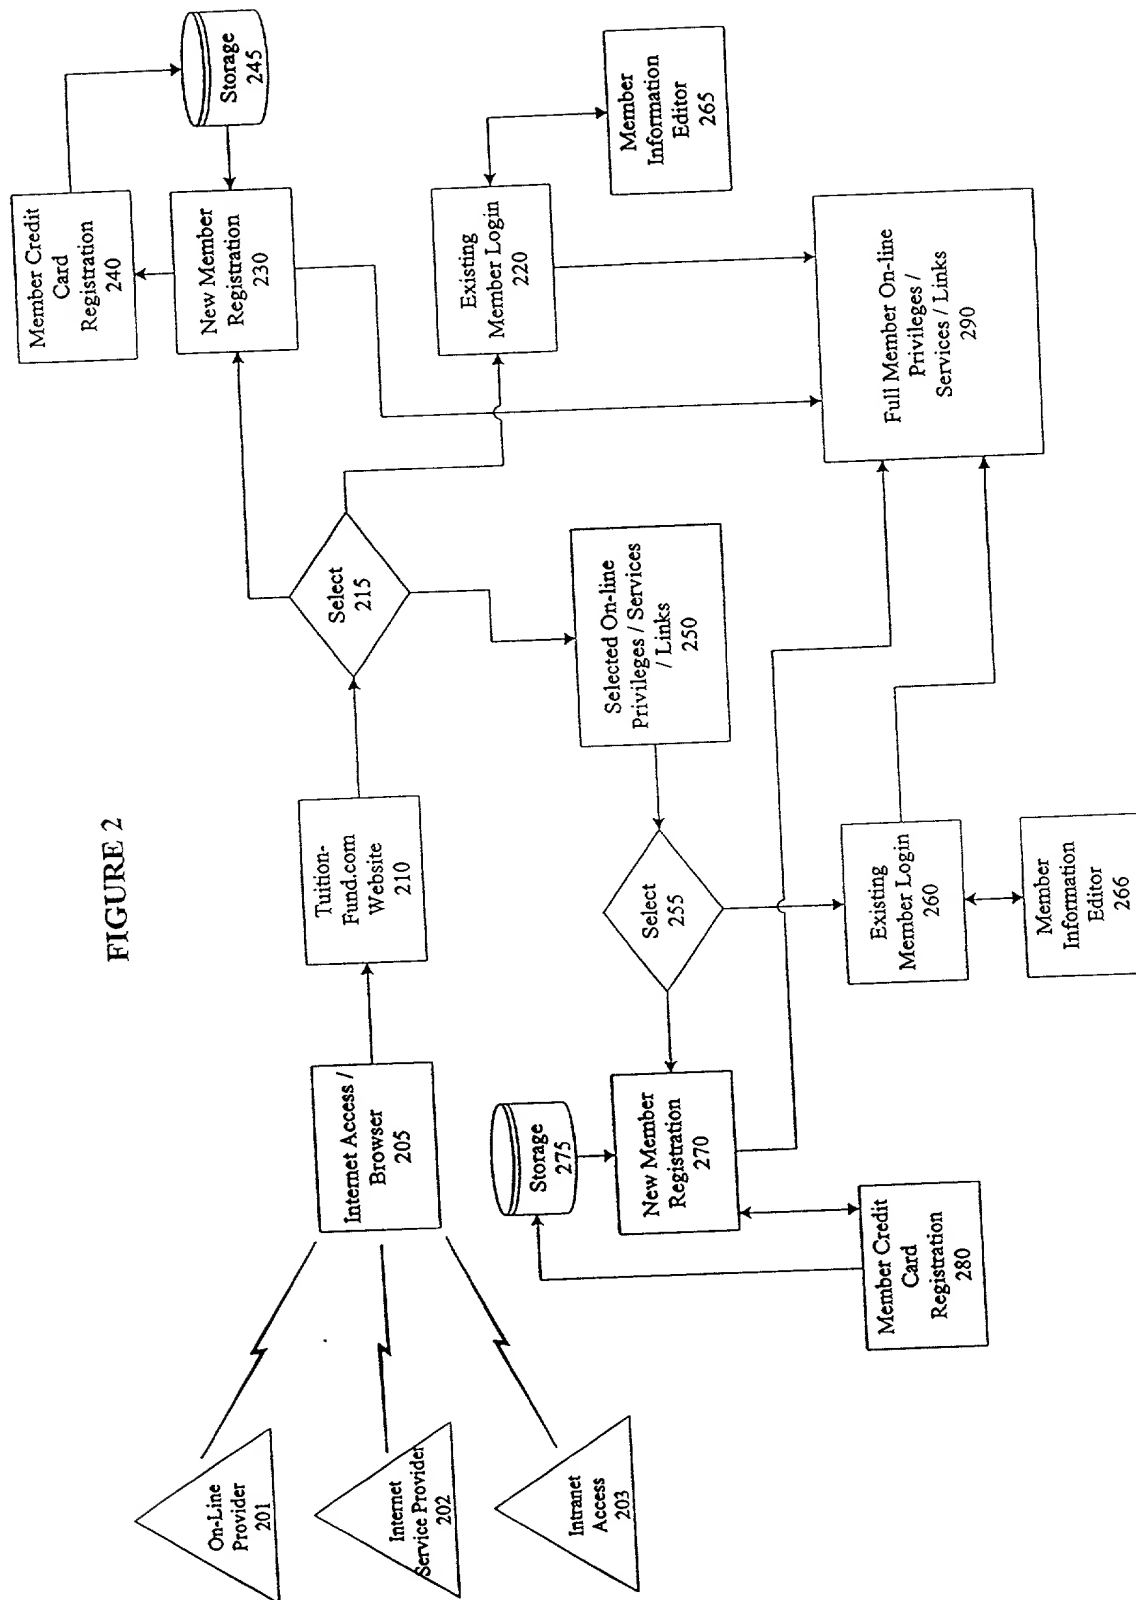 FIGURE 2
On-Line
Provider
201
Internet
Service Provider
202
Intranet
Access
203
Internet Access /
Browser
205
Tuition-
Fund.com
Website
210
Select
215
New Member
Registration
230
Member Credit
Card
Registration
240
Storage
245
Existing
Member Login
220
Member
Information
Editor
265
Selected On-line
Privileges / Services
/ Links
250
Select
255
Storage
275
New Member
Registration
270
Member Credit
Card
Registration
280
Existing
Member Login
260
Member
Information
Editor
266
Full Member On-line
Privileges /
Services / Links
290